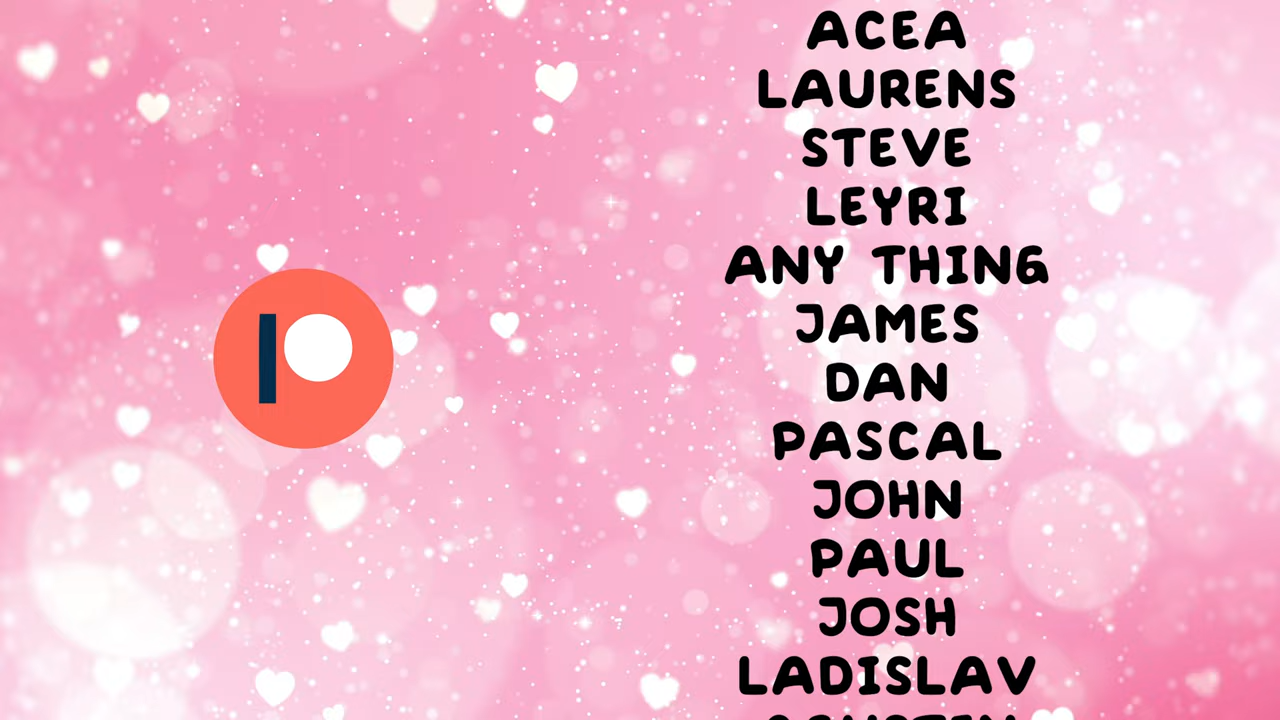 ACEA
LAURENS
STEVE
LEYRI
ANY THING
JAMES
DAN
PASCAL
JOHN
PAUL
JOSH
LADISLAV